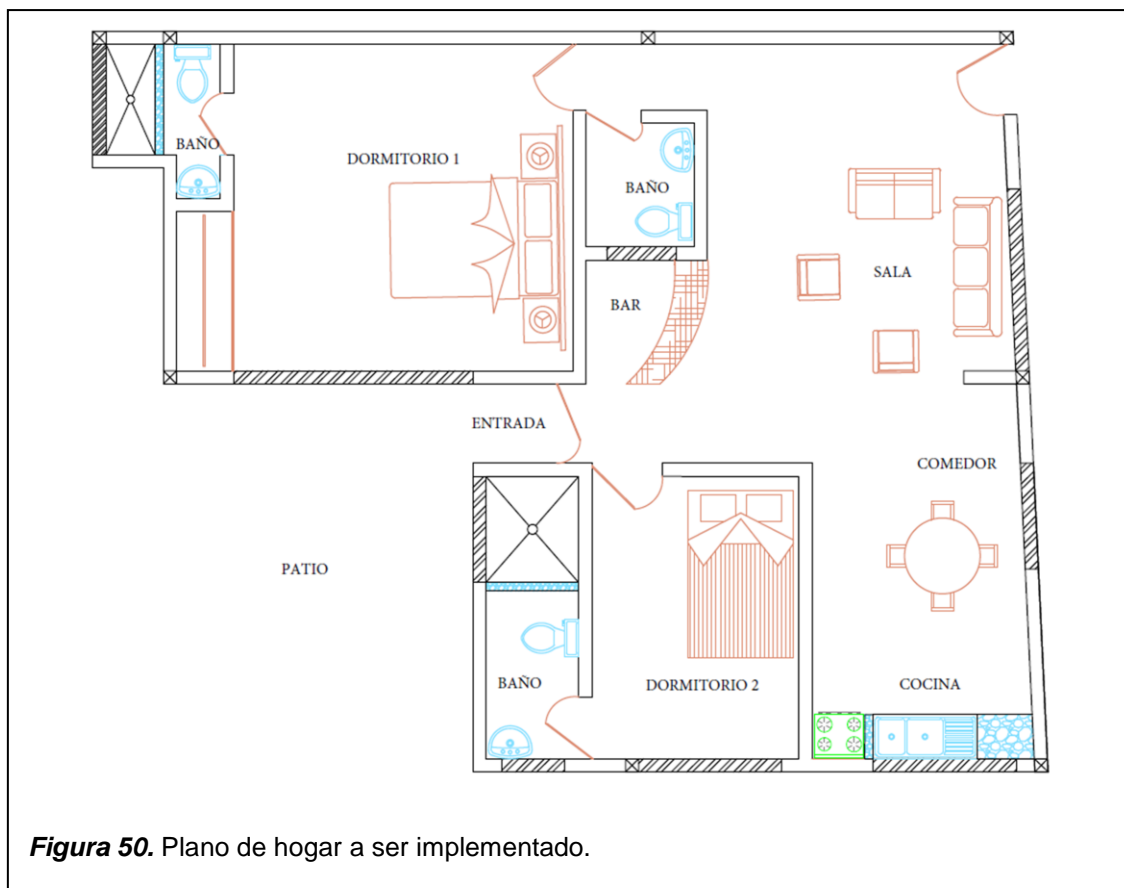 BAÑO
DORMITORIO 1
BAÑO
SALA
BAR
ENTRADA
COMEDOR
PATIO
BAÑO
DORMITORIO 2
COCINA
Figura 50. Plano de hogar a ser implementado.